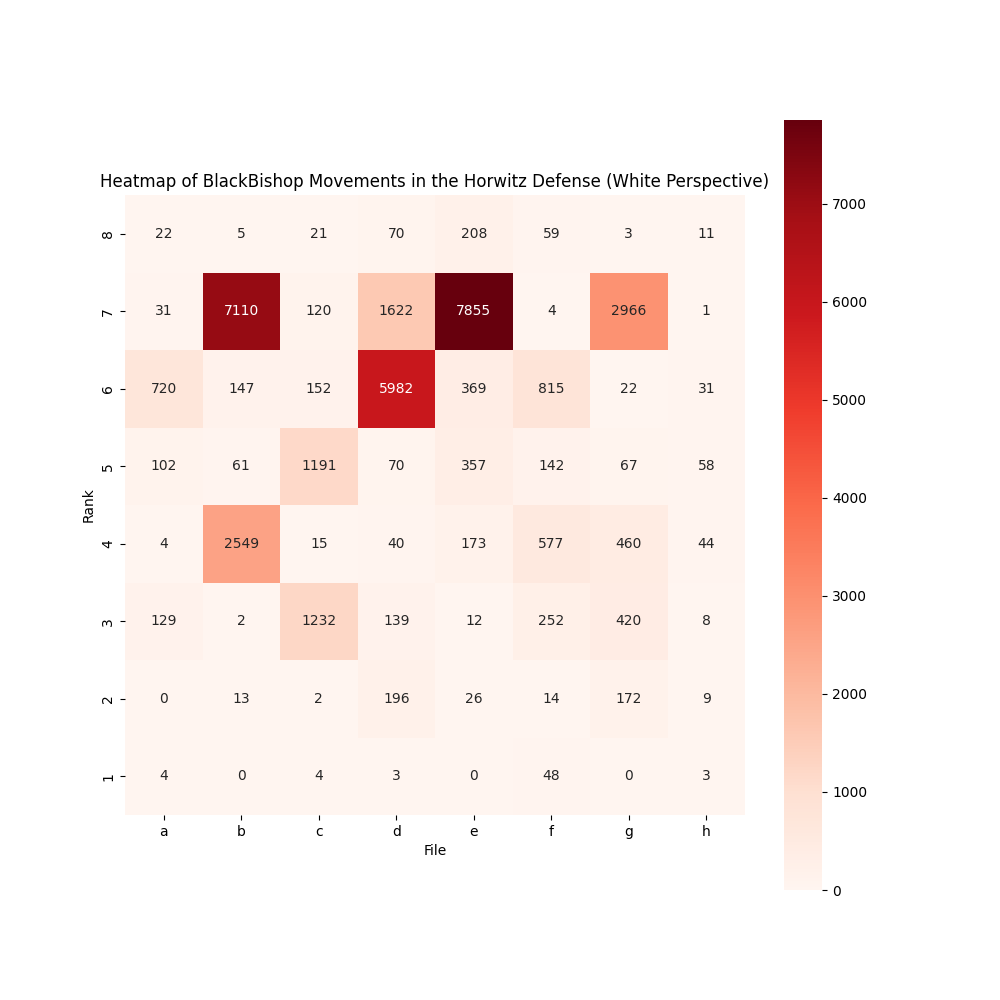 Heatmap of BlackBishop Movements in the Horwitz Defense (White Perspective)
8 22 5 21 70 208 59 3 11
7 31 7110 120 1622 7855 4 2966 1
6 720 147 152 5982 369 815 22 31
5 102 61 1191 70 357 142 67 58
4 4 2549 15 40 173 577 460 44
3 129 2 1232 139 12 252 420 8
2 0 13 2 196 26 14 172 9
1 4 0 4 3 0 48 0 3
a b c d e f g h
File
Rank
7000
6000
5000
4000
3000
2000
1000
0